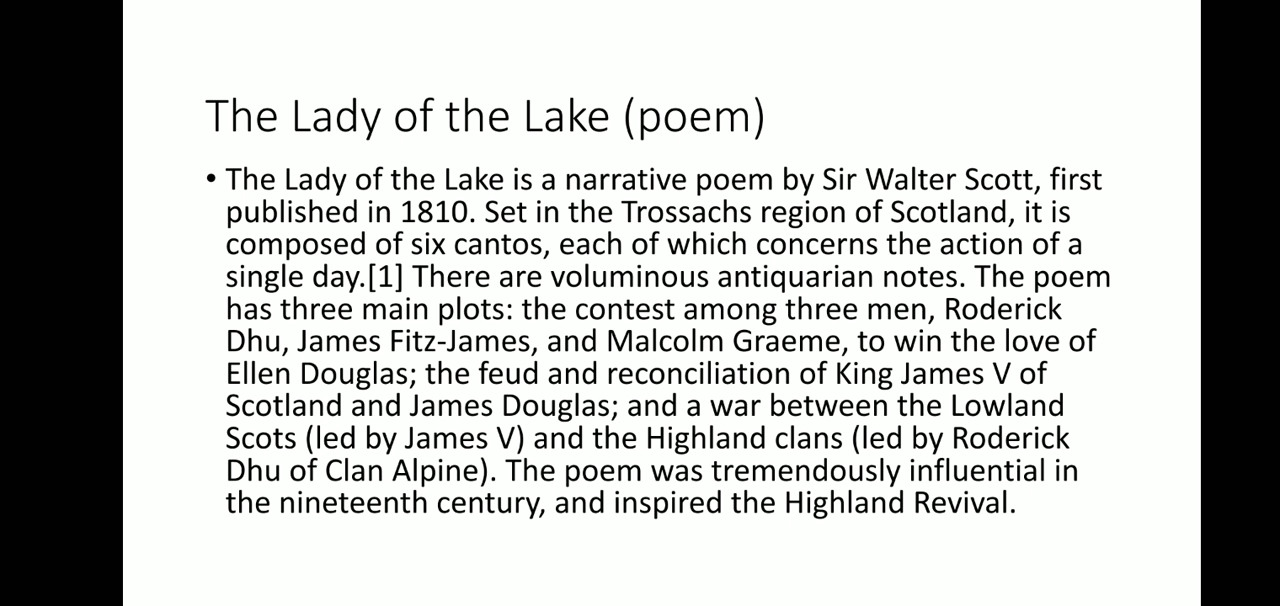 The Lady of the Lake (poem)
• The Lady of the Lake is a narrative poem by Sir Walter Scott, first
published in 1810. Set in the Trossachs region of Scotland, it is
composed of six cantos, each of which concerns the action of a
single day.[1] There are voluminous antiquarian notes. The poem
has three main plots: the contest among three men, Roderick
Dhu, James Fitz-James, and Malcolm Graeme, to win the love of
Ellen Douglas; the feud and reconciliation of King James V of
Scotland and James Douglas; and a war between the Lowland
Scots (led by James V) and the Highland clans (led by Roderick
Dhu of Clan Alpine). The poem was tremendously influential in
the nineteenth century, and inspired the Highland Revival.